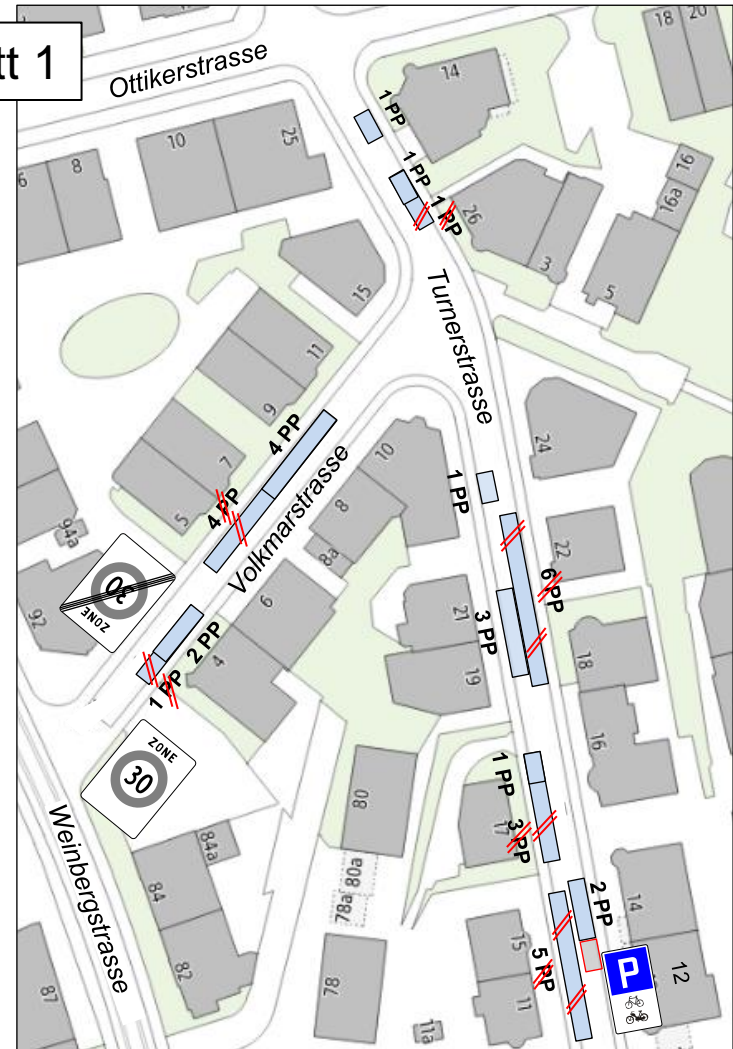 tt 1
Ottikerstrasse
18
20
14
1 PP
10
25
8
6
1 PP
16
1 PP
26
16a
3
5
15
Turnerstrasse
11
9
4 PP
24
7
10
1 PP
4 PP
8
5
Volkmarstrasse
94a
8a
22
30
ZONE
92
6
6 PP
21
3 PP
2 PP
4
18
19
1 PP
16
ZONE
30
1 PP
80
17
3 PP
Weinbergstrasse
84a
84
80a
78a
2 PP
14
15
5 PP
P
12
82
87
78
11
11a